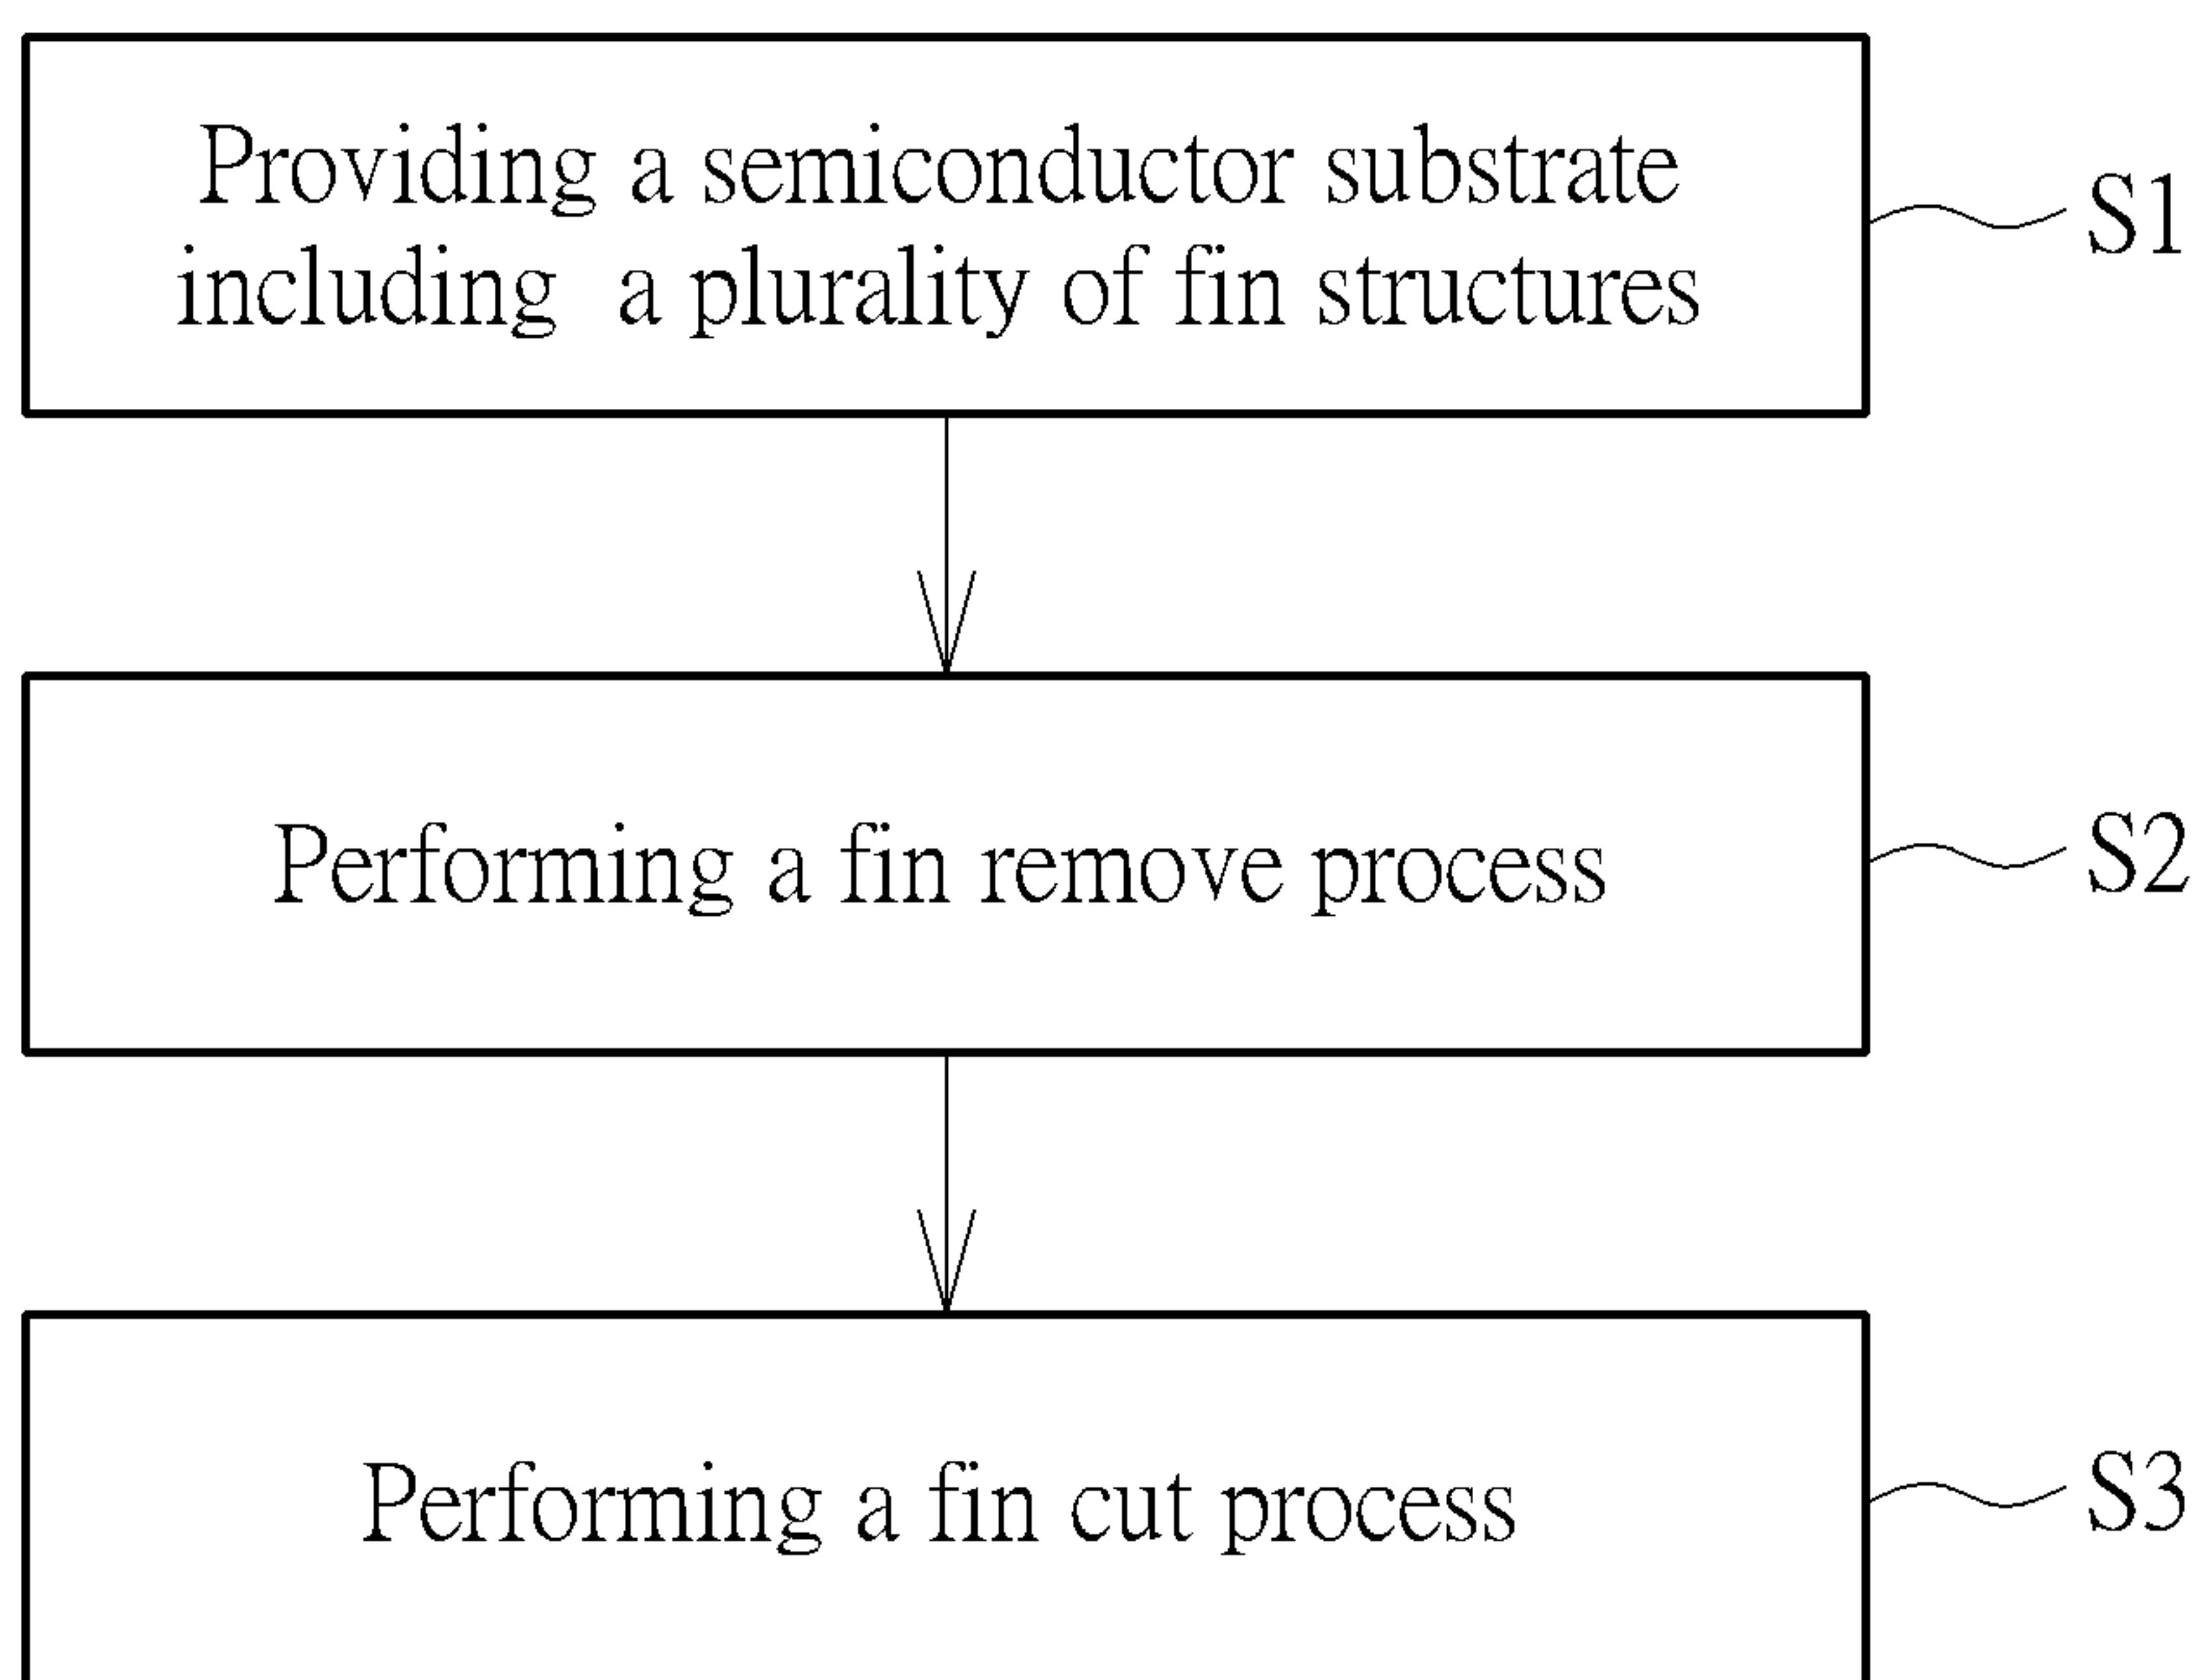 Providing a semiconductor substrate
including a plurality of fin structures
S1
Performing a fin remove process
S2
Performing a fin cut process
S3